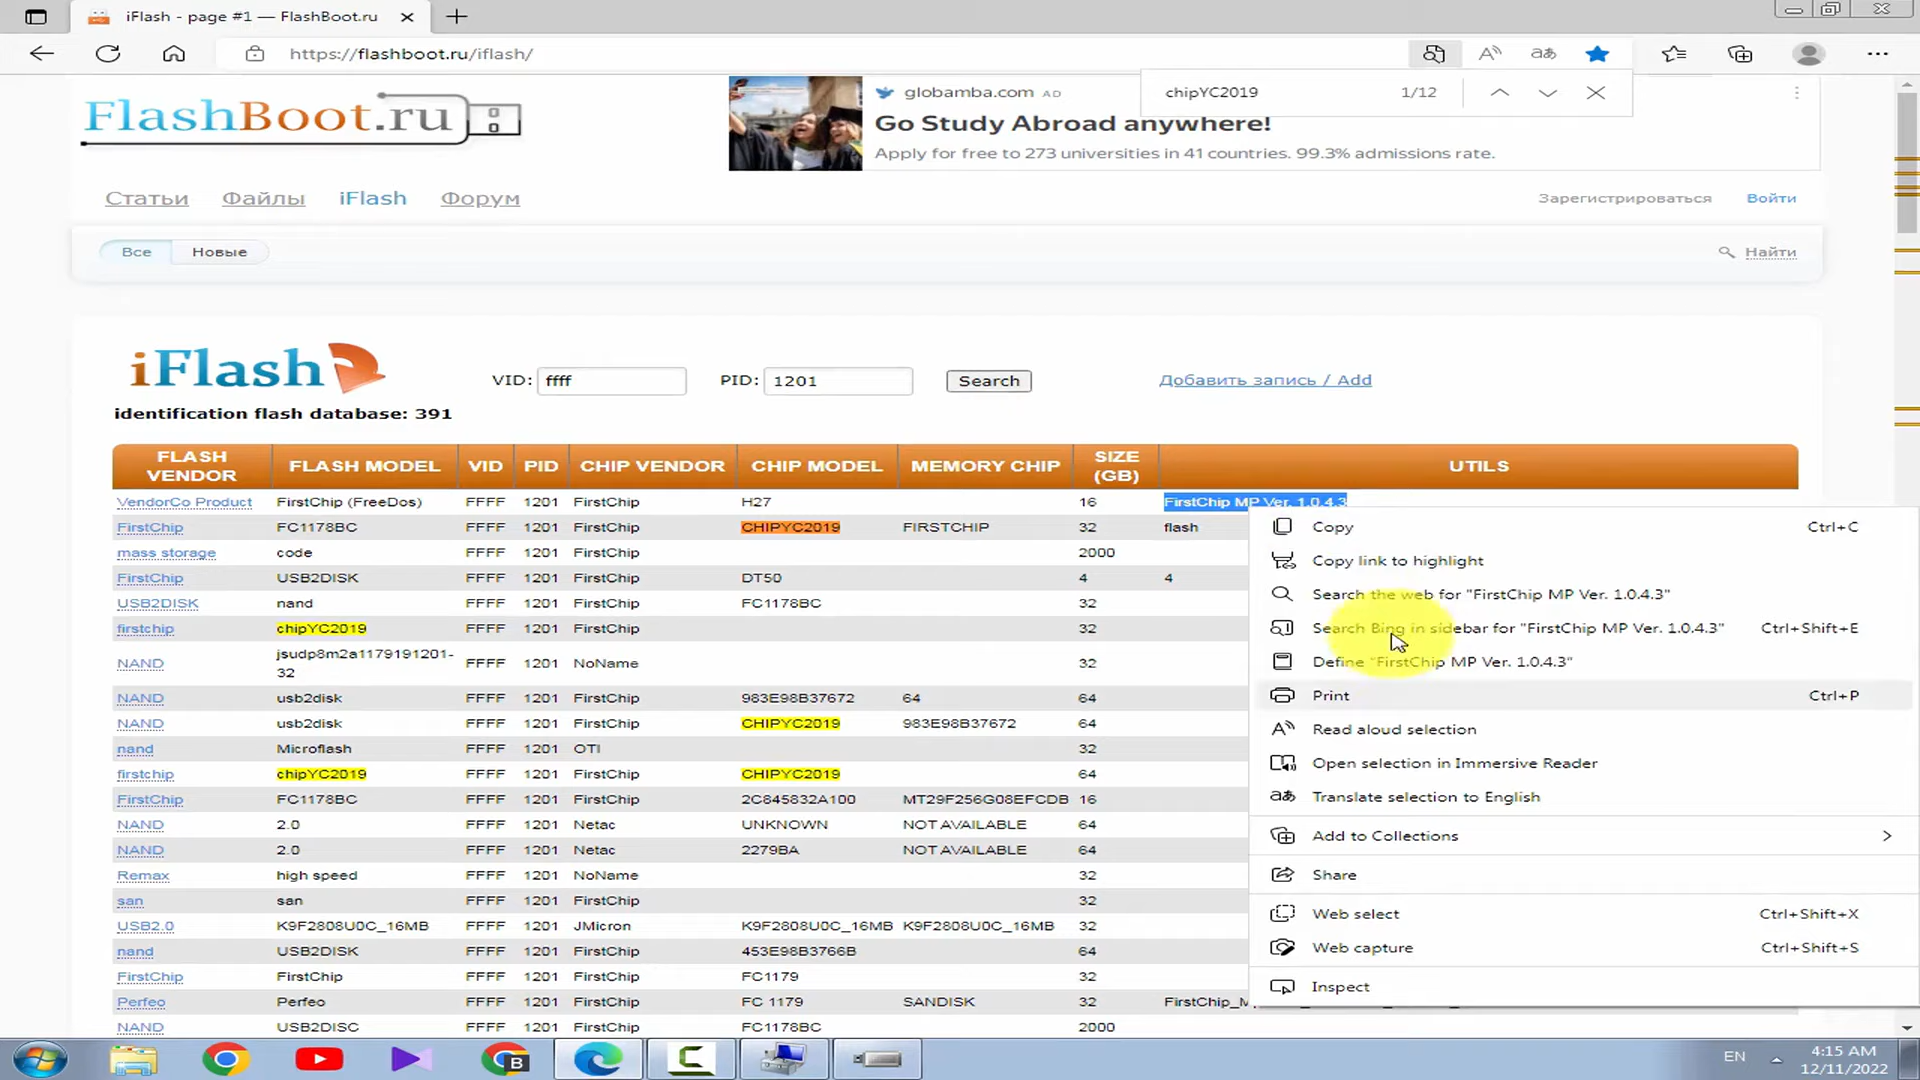 iFlash - page #1 — FlashBoot.ru
https://flashboot.ru/iflash/
chipYC2019 1/12
FlashBoot.ru
globamba.com AD
Go Study Abroad anywhere!
Apply for free to 273 universities in 41 countries. 99.3% admissions rate.
Статьи Файлы iFlash Форум
Зарегистрироваться Войти
Все Новые
Найти
iFlash
VID: ffff PID: 1201 Search
Добавить запись / Add
identification flash database: 391
FLASH VENDOR FLASH MODEL VID PID CHIP VENDOR CHIP MODEL MEMORY CHIP SIZE (GB) UTILS
VendorCo Product FirstChip (FreeDos) FFFF 1201 FirstChip H27 16 FirstChip MP Ver. 1.0.4.3
FirstChip FC1178BC FFFF 1201 FirstChip CHIPYC2019 FIRSTCHIP 32 flash
mass storage code FFFF 1201 FirstChip 2000
FirstChip USB2DISK FFFF 1201 FirstChip DT50 4 4
USB2DISK nand FFFF 1201 FirstChip FC1178BC 32
firstchip chipYC2019 FFFF 1201 FirstChip 32
NAND jsudp8m2a1179191201-32 FFFF 1201 NoName 32
NAND usb2disk FFFF 1201 FirstChip 983E98B37672 64 64
NAND usb2disk FFFF 1201 FirstChip CHIPYC2019 983E98B37672 64
nand Microflash FFFF 1201 OTI 32
firstchip chipYC2019 FFFF 1201 FirstChip CHIPYC2019 64
FirstChip FC1178BC FFFF 1201 FirstChip 2C845832A100 MT29F256G08EFCDB 16
NAND 2.0 FFFF 1201 Netac UNKNOWN NOT AVAILABLE 64
NAND 2.0 FFFF 1201 Netac 2279BA NOT AVAILABLE 64
Remax high speed FFFF 1201 NoName 32
san san FFFF 1201 FirstChip 32
USB2.0 K9F2808U0C_16MB FFFF 1201 JMicron K9F2808U0C_16MB K9F2808U0C_16MB 32
nand USB2DISK FFFF 1201 FirstChip 453E98B3766B 64
FirstChip FirstChip FFFF 1201 FirstChip FC1179 32
Perfeo Perfeo FFFF 1201 FirstChip FC 1179 SANDISK 32
NAND USB2DISC FFFF 1201 FirstChip FC1178BC 2000
Copy Ctrl+C
Copy link to highlight
Search the web for "FirstChip MP Ver. 1.0.4.3"
Search Bing in sidebar for "FirstChip MP Ver. 1.0.4.3" Ctrl+Shift+E
Define "FirstChip MP Ver. 1.0.4.3"
Print Ctrl+P
Read aloud selection
Open selection in Immersive Reader
Translate selection to English
Add to Collections
Share
Web select Ctrl+Shift+X
Web capture Ctrl+Shift+S
Inspect
EN
4:15 AM
12/11/2022